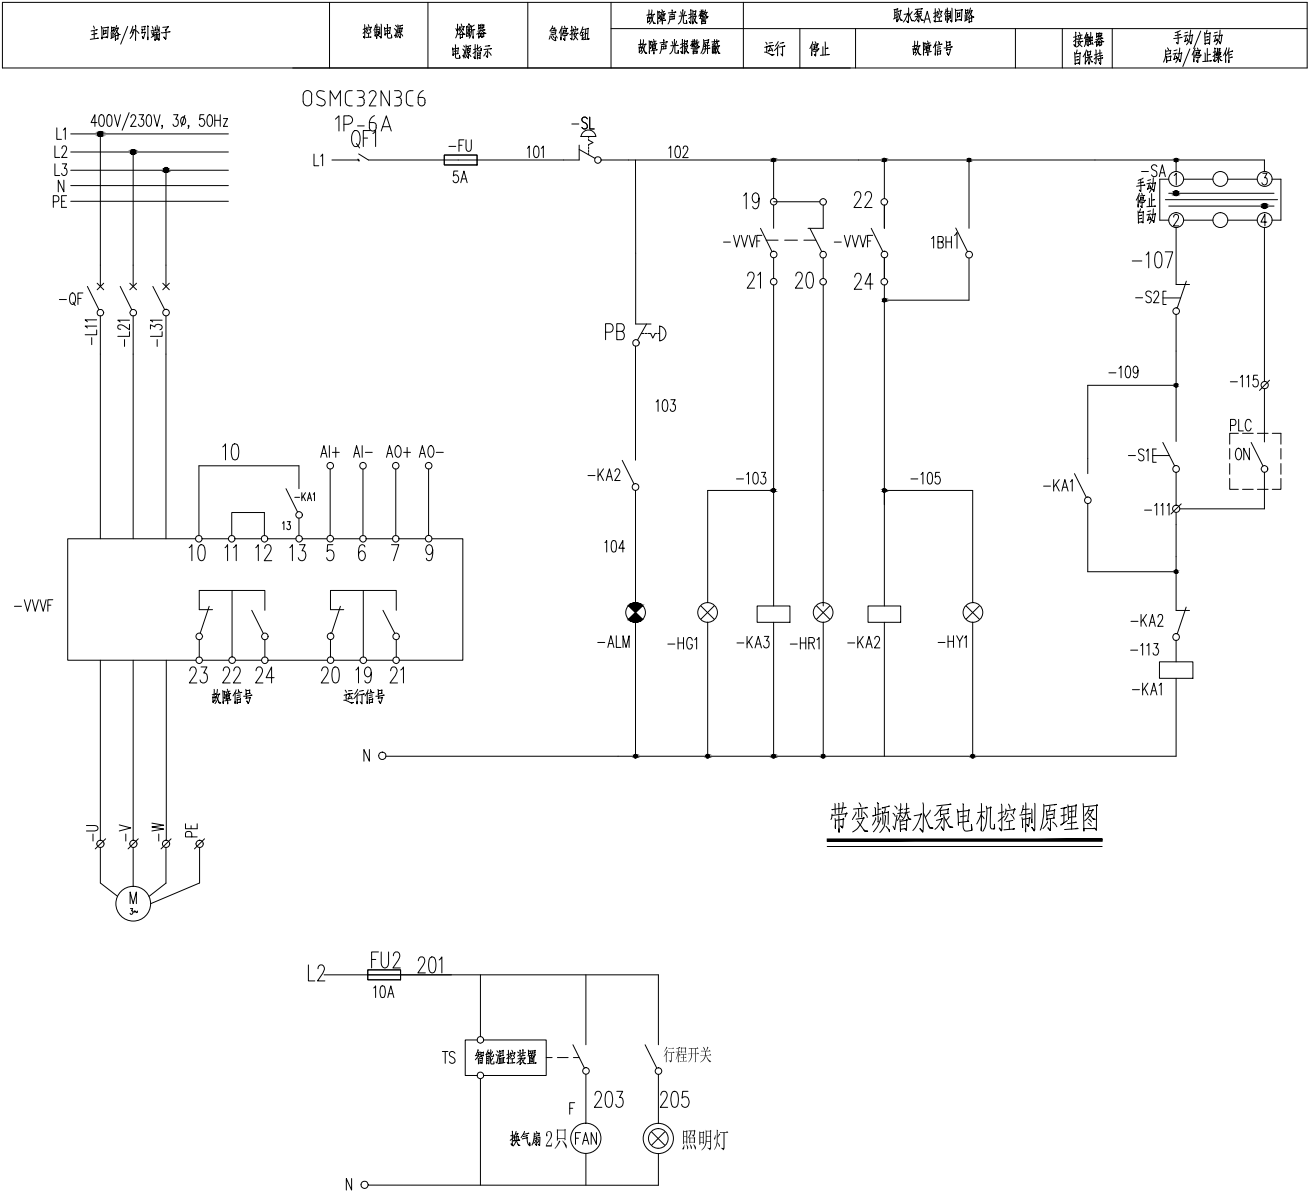 主回路/外引端子
控制电源
熔断器
电源指示
急停按钮
故障声光报警
故障声光报警屏蔽
取水泵A控制回路
运行
停止
故障信号
接触器
自保持
手动/自动
启动/停止操作
OSMC32N3C6
1P-6A
QF1
400V/230V, 3ø, 50Hz
L1
L2
L3
N
PE
L1
-FU
5A
101
-SL
102
-SA
1
3
手动
停止
自动
2
4
19
22
-VVVF
-VVVF
1BH1
21
20
24
-107
-S2E
-QF
-L11
-L21
-L31
PB
103
-109
-115
PLC
ON
-S1E
10
AI+
AI-
AO+
AO-
-KA1
13
-KA2
-103
-105
-KA1
-111
10
11
12
13
5
6
7
9
104
-VVVF
-ALM
-HG1
-KA3
-HR1
-KA2
-HY1
-KA2
-113
-KA1
23
22
24
20
19
21
故障信号
运行信号
N
带变频潜水泵电机控制原理图
-U
-V
-W
PE
M
3~
L2
FU2
201
10A
TS
智能温控装置
行程开关
F
203
205
换气扇2只
FAN
照明灯
N